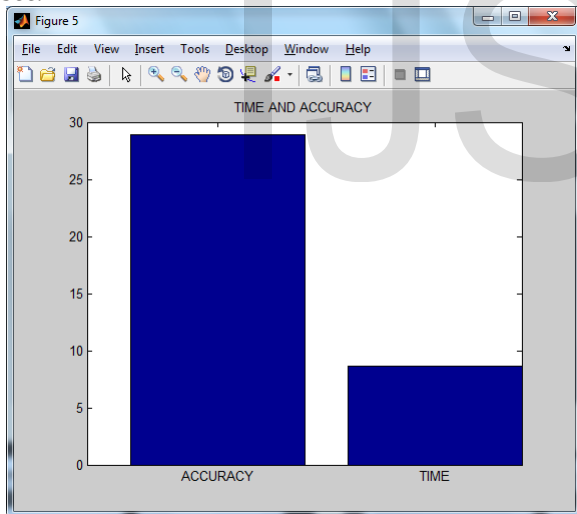 Figure 5
File Edit View Insert Tools Desktop Window Help
TIME AND ACCURACY
30
25
20
15
10
5
0
ACCURACY TIME
IJS